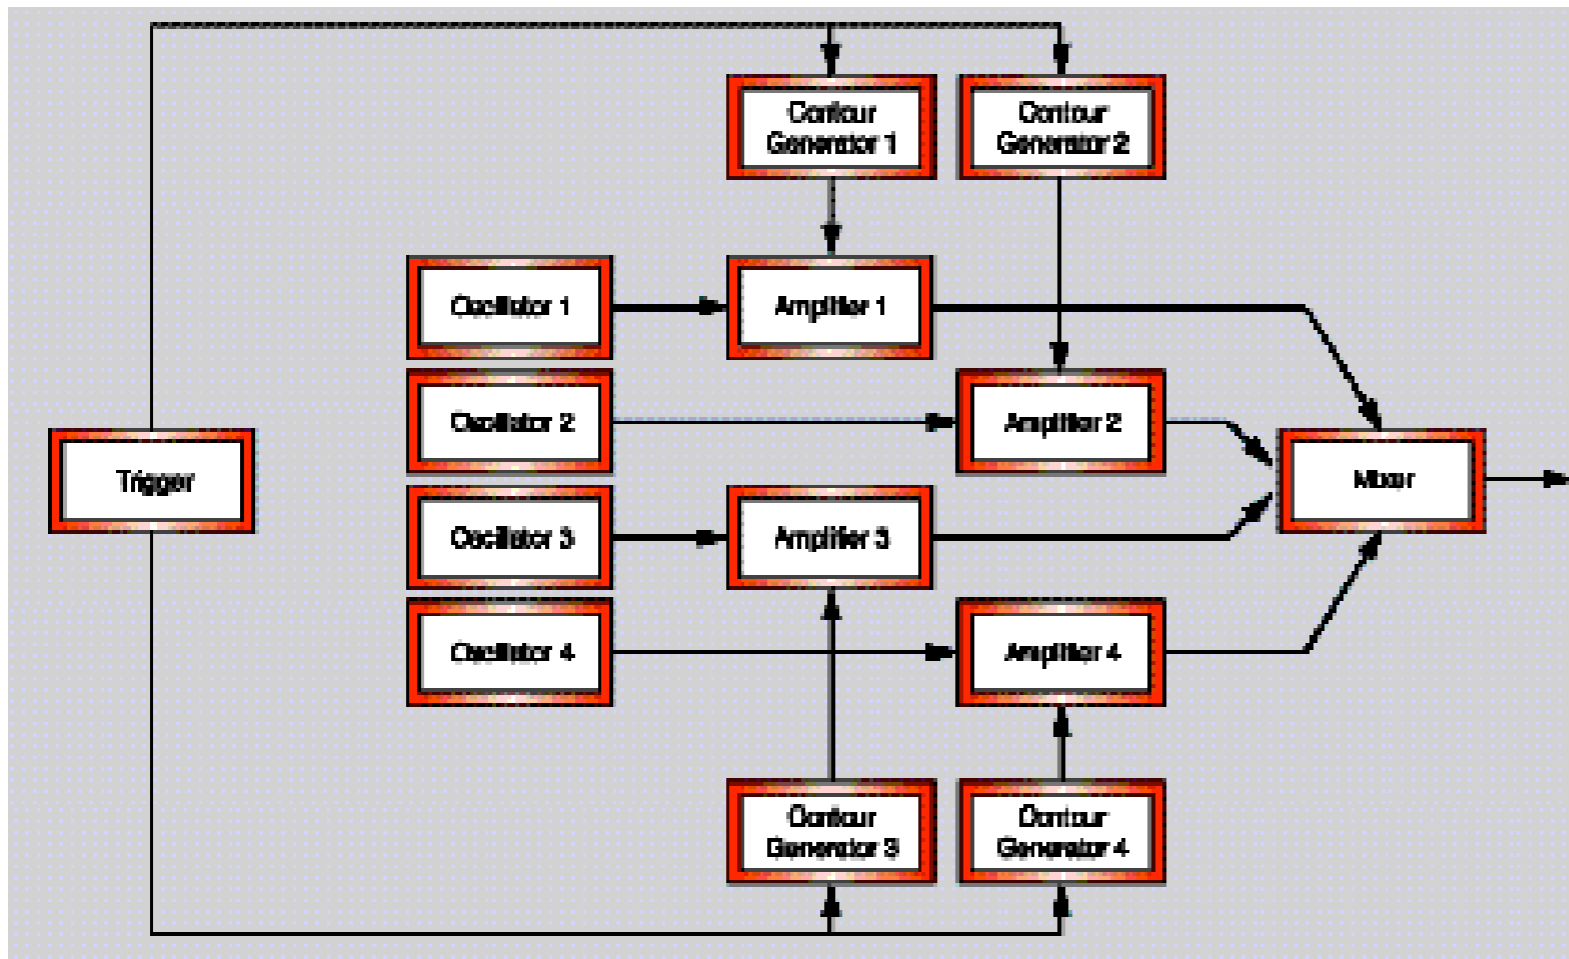 Contour
Generator 1
Contour
Generator 2
Oscillator 1
Amplifier 1
Oscillator 2
Amplifier 2
Trigger
Mixer
Oscillator 3
Amplifier 3
Oscillator 4
Amplifier 4
Contour
Generator 3
Contour
Generator 4